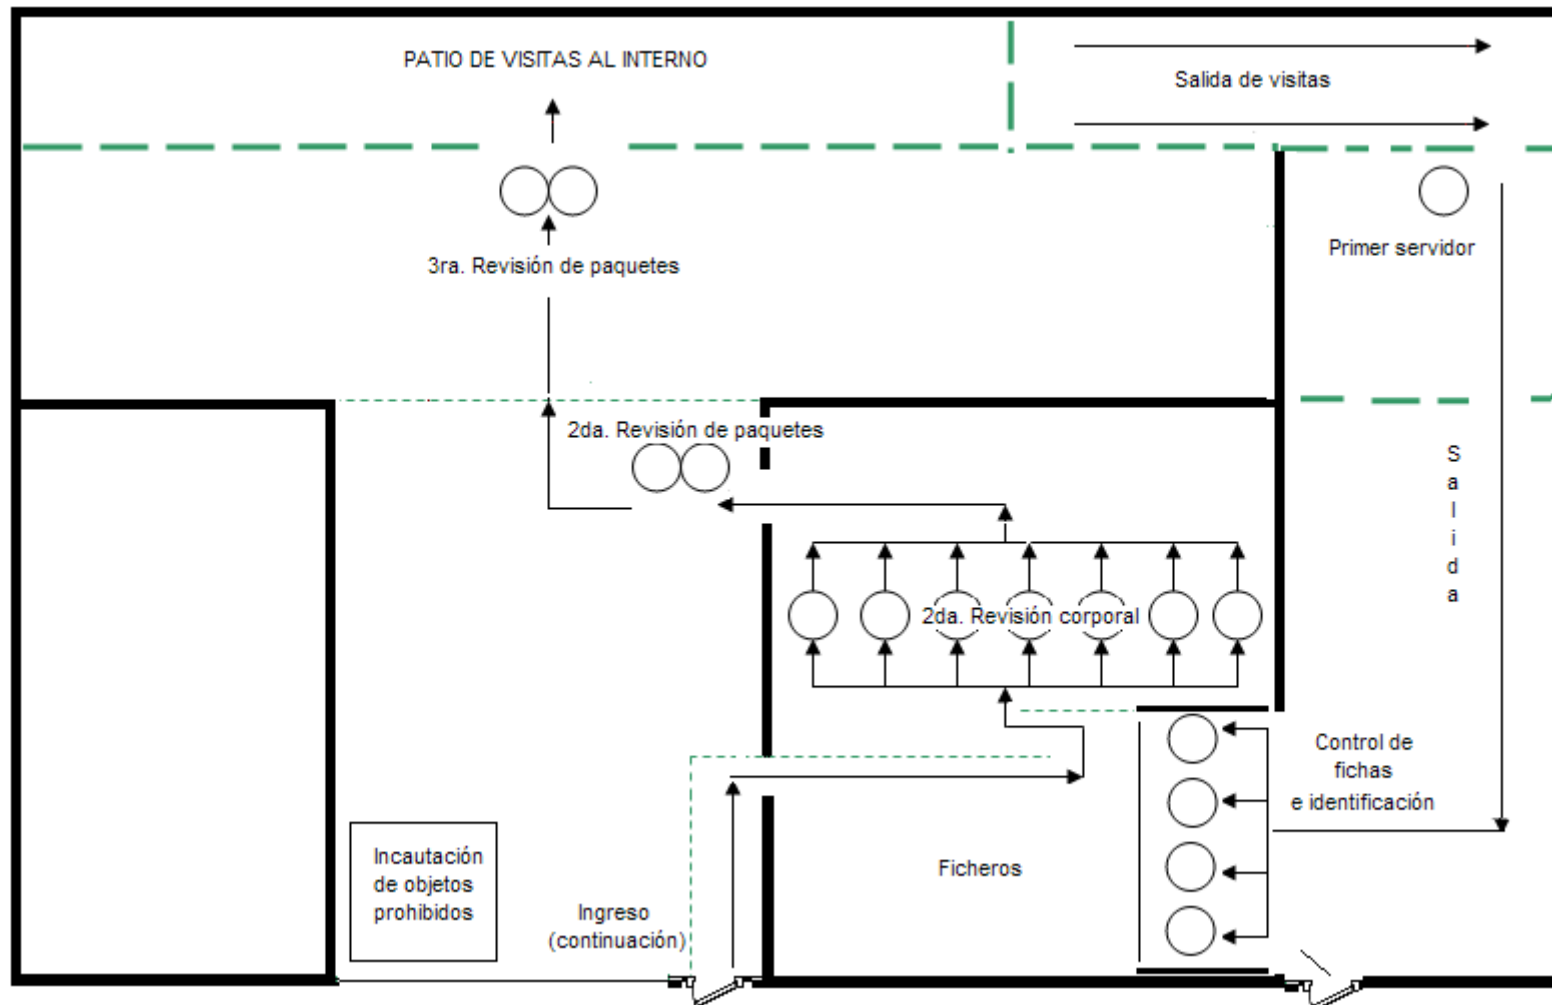 PATIO DE VISITAS AL INTERNO
Salida de visitas
Primer servidor
3ra. Revisión de paquetes
2da. Revisión de paquetes
S
a
l
i
d
a
2da. Revisión corporal
Control de
fichas
e identificación
Incautación
de objetos
prohibidos
Ingreso
(continuación)
Ficheros